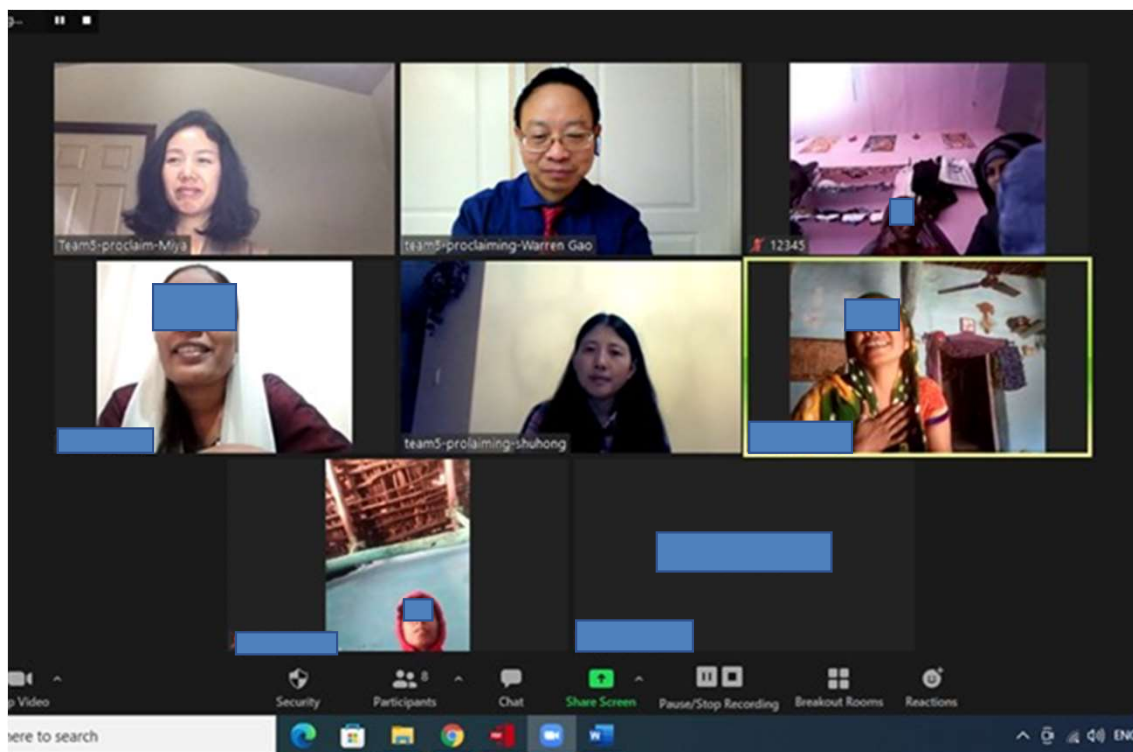 Team5-proclaim-Miya
team5-proclaiming-Warren Gao
12345
team5-prolaiming-shuhong
p Video
Security
Participants
8
Chat
Share Screen
Pause/Stop Recording
Breakout Rooms
Reactions
here to search
W
ENG